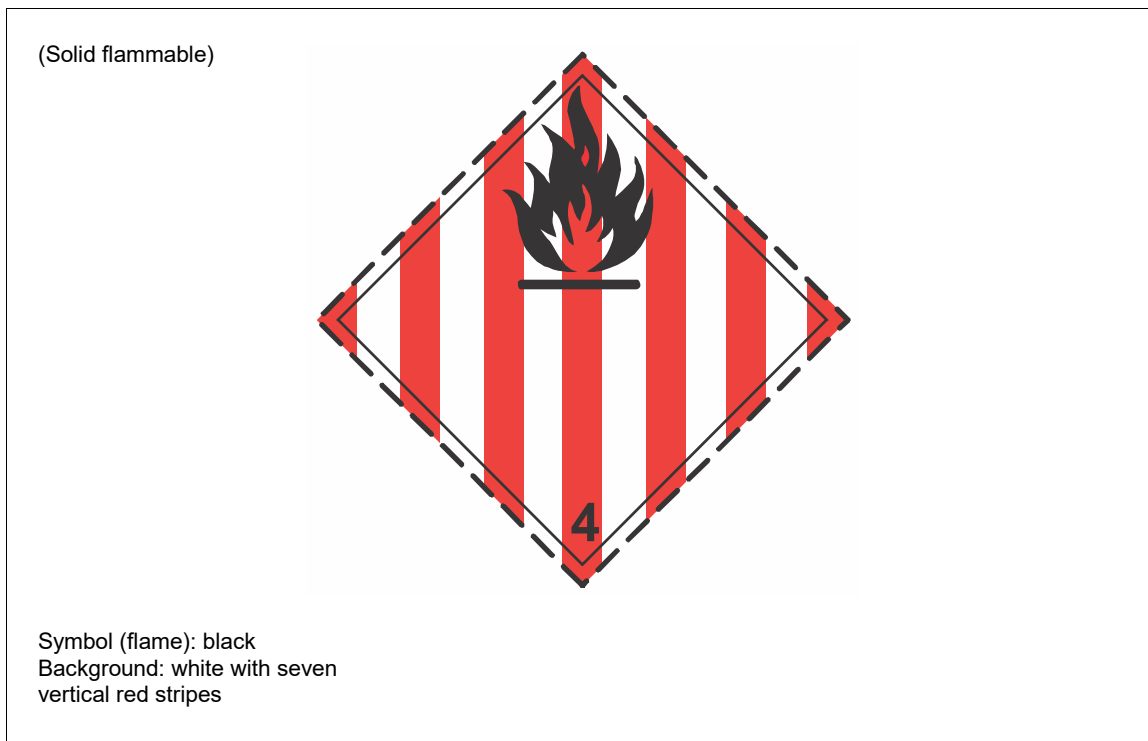 (Solid flammable)
4
Symbol (flame): black
Background: white with seven
vertical red stripes